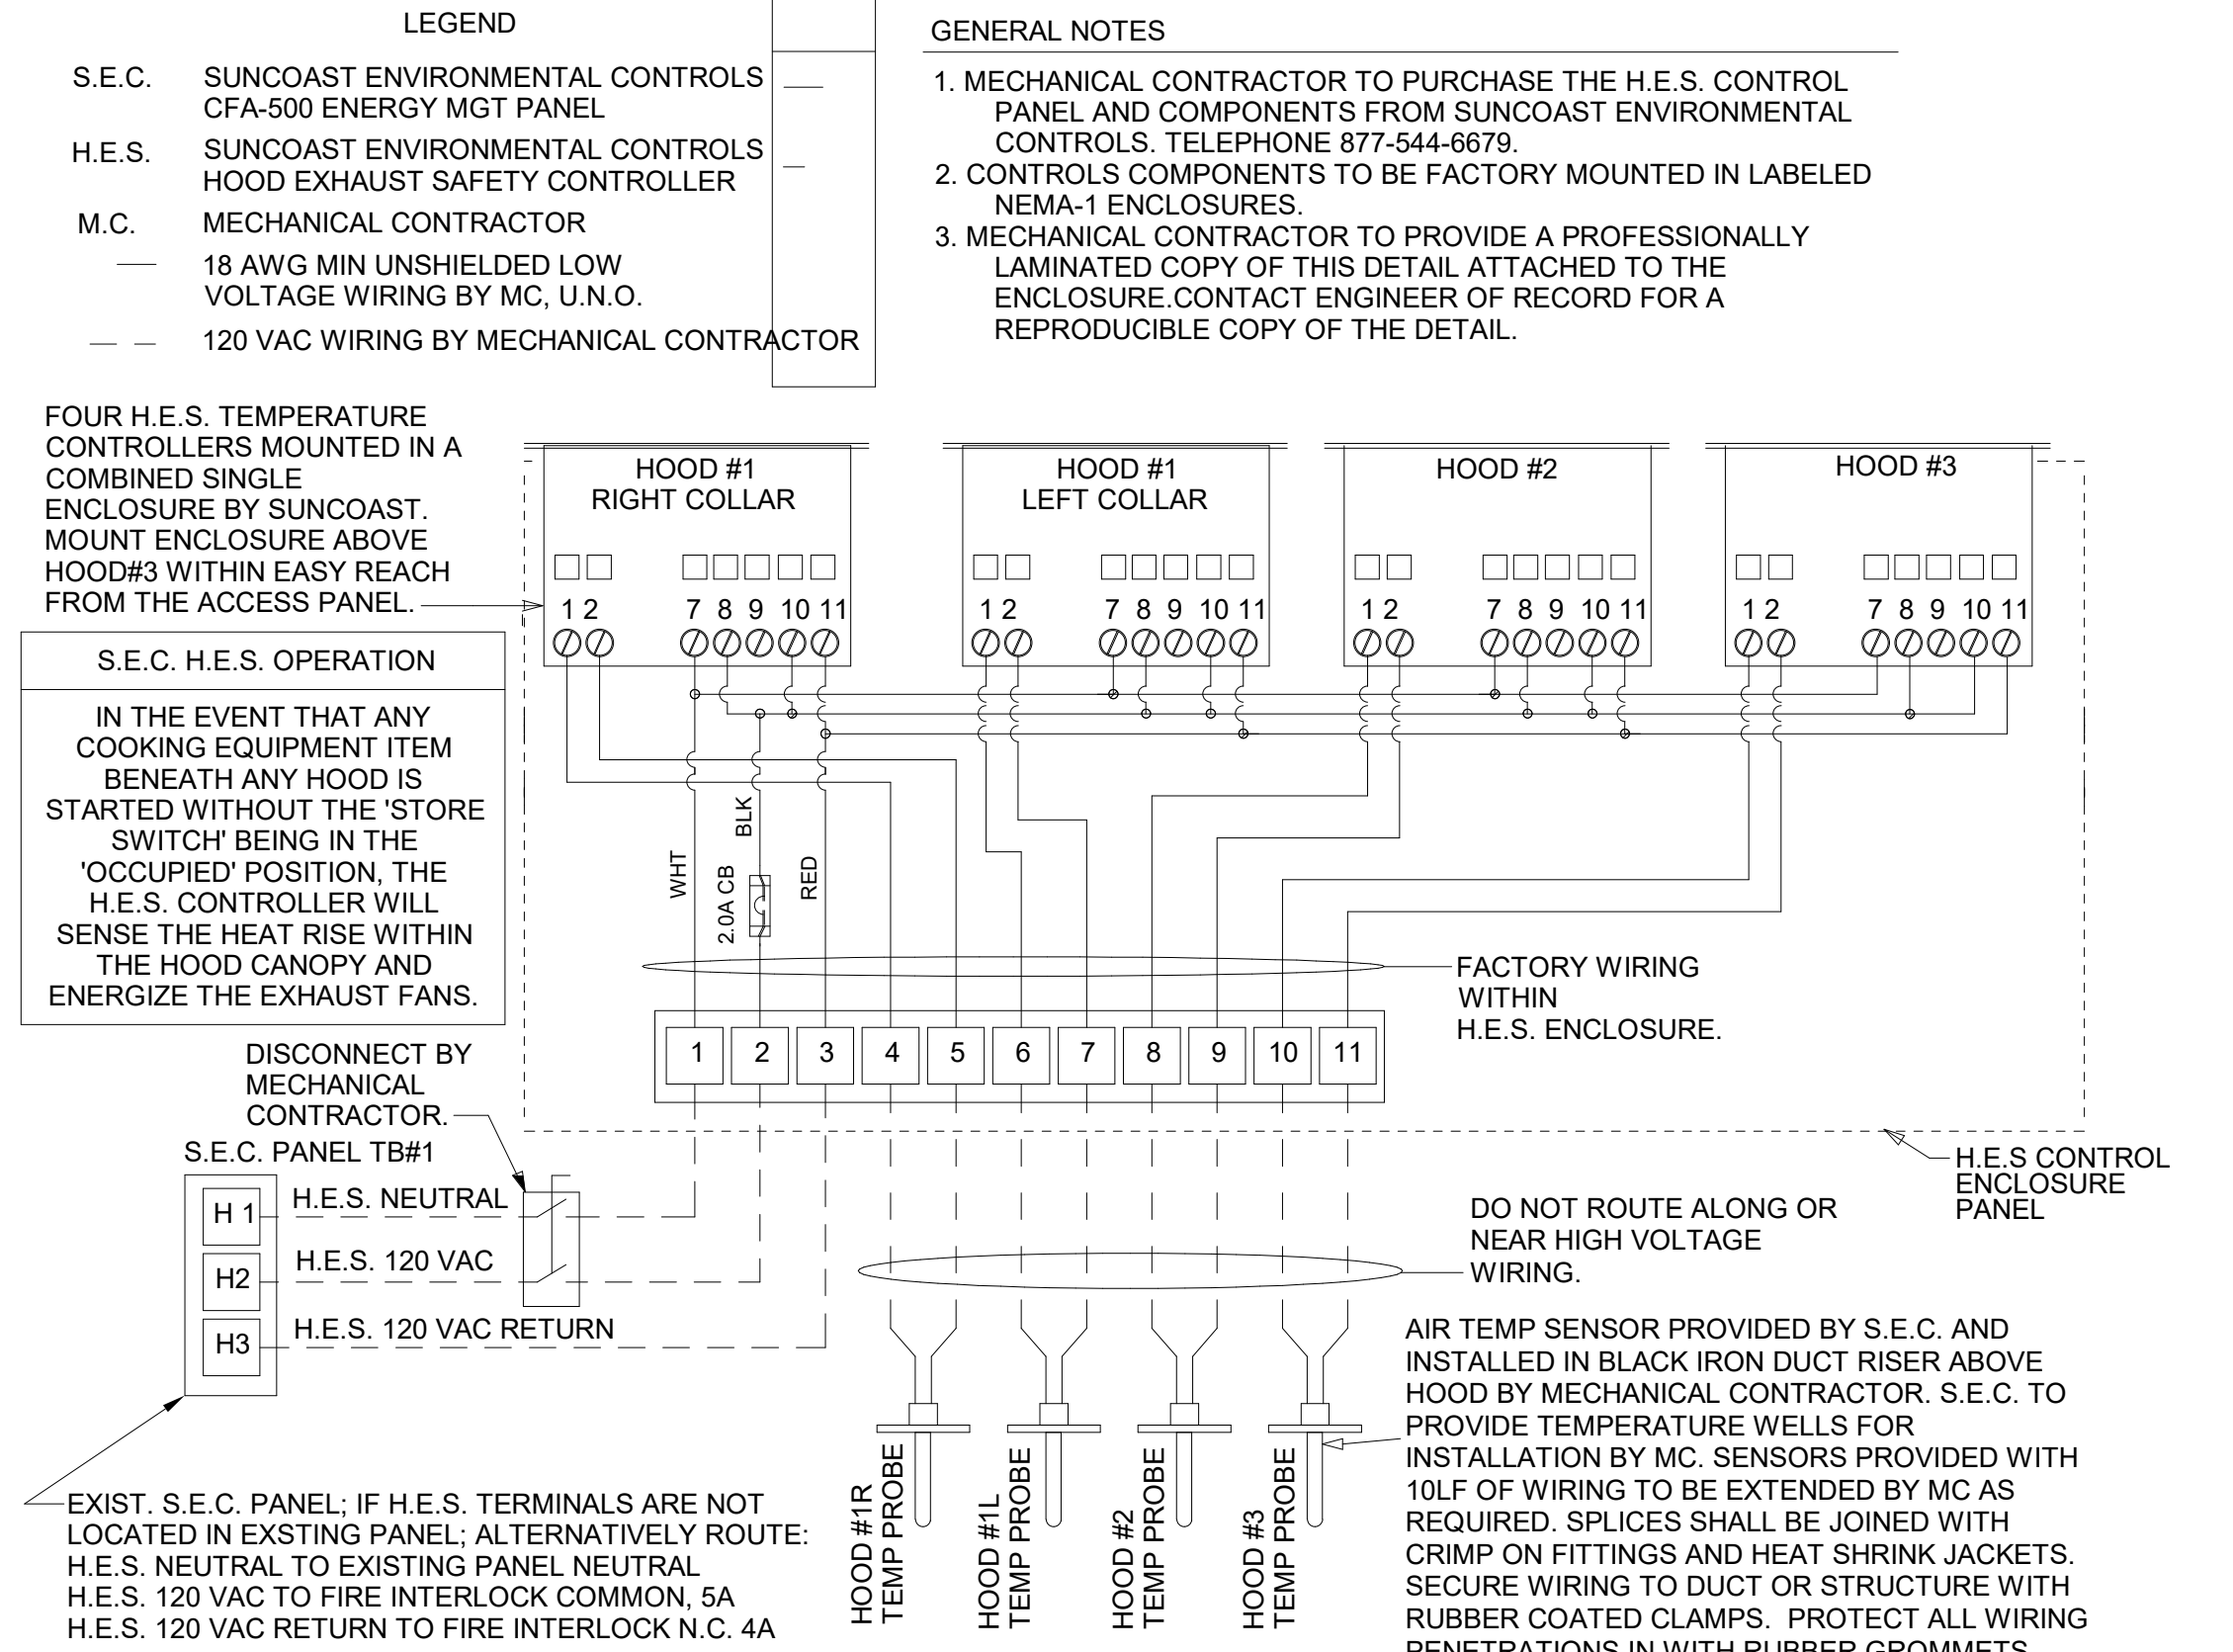 LEGEND
S.E.C. SUNCOAST ENVIRONMENTAL CONTROLS
CFA-500 ENERGY MGT PANEL
H.E.S. SUNCOAST ENVIRONMENTAL CONTROLS
HOOD EXHAUST SAFETY CONTROLLER
M.C. MECHANICAL CONTRACTOR
18 AWG MIN UNSHIELDED LOW
VOLTAGE WIRING BY MC, U.N.O.
120 VAC WIRING BY MECHANICAL CONTRACTOR
GENERAL NOTES
1. MECHANICAL CONTRACTOR TO PURCHASE THE H.E.S. CONTROL
PANEL AND COMPONENTS FROM SUNCOAST ENVIRONMENTAL
CONTROLS. TELEPHONE 877-544-6679.
2. CONTROLS COMPONENTS TO BE FACTORY MOUNTED IN LABELED
NEMA-1 ENCLOSURES.
3. MECHANICAL CONTRACTOR TO PROVIDE A PROFESSIONALLY
LAMINATED COPY OF THIS DETAIL ATTACHED TO THE
ENCLOSURE.CONTACT ENGINEER OF RECORD FOR A
REPRODUCIBLE COPY OF THE DETAIL.
FOUR H.E.S. TEMPERATURE
CONTROLLERS MOUNTED IN A
COMBINED SINGLE
ENCLOSURE BY SUNCOAST.
MOUNT ENCLOSURE ABOVE
HOOD#3 WITHIN EASY REACH
FROM THE ACCESS PANEL.
HOOD #1
RIGHT COLLAR
1 2 7 8 9 10 11
HOOD #1
LEFT COLLAR
1 2 7 8 9 10 11
HOOD #2
1 2 7 8 9 10 11
HOOD #3
1 2 7 8 9 10 11
S.E.C. H.E.S. OPERATION
IN THE EVENT THAT ANY
COOKING EQUIPMENT ITEM
BENEATH ANY HOOD IS
STARTED WITHOUT THE 'STORE
SWITCH' BEING IN THE
'OCCUPIED' POSITION, THE
H.E.S. CONTROLLER WILL
SENSE THE HEAT RISE WITHIN
THE HOOD CANOPY AND
ENERGIZE THE EXHAUST FANS.
WHT
2.0A CB
BLK
RED
FACTORY WIRING
WITHIN
H.E.S. ENCLOSURE.
1 2 3 4 5 6 7 8 9 10 11
DISCONNECT BY
MECHANICAL
CONTRACTOR.
S.E.C. PANEL TB#1
H 1 H.E.S. NEUTRAL
H2 H.E.S. 120 VAC
H3 H.E.S. 120 VAC RETURN
H.E.S CONTROL
ENCLOSURE
PANEL
DO NOT ROUTE ALONG OR
NEAR HIGH VOLTAGE
WIRING.
HOOD #1R
TEMP PROBE
HOOD #1L
TEMP PROBE
HOOD #2
TEMP PROBE
HOOD #3
TEMP PROBE
AIR TEMP SENSOR PROVIDED BY S.E.C. AND
INSTALLED IN BLACK IRON DUCT RISER ABOVE
HOOD BY MECHANICAL CONTRACTOR. S.E.C. TO
PROVIDE TEMPERATURE WELLS FOR
INSTALLATION BY MC. SENSORS PROVIDED WITH
10LF OF WIRING TO BE EXTENDED BY MC AS
REQUIRED. SPLICES SHALL BE JOINED WITH
CRIMP ON FITTINGS AND HEAT SHRINK JACKETS.
SECURE WIRING TO DUCT OR STRUCTURE WITH
RUBBER COATED CLAMPS. PROTECT ALL WIRING
PENETRATIONS IN WITH RUBBER GROMMETS
EXIST. S.E.C. PANEL; IF H.E.S. TERMINALS ARE NOT
LOCATED IN EXSTING PANEL; ALTERNATIVELY ROUTE:
H.E.S. NEUTRAL TO EXISTING PANEL NEUTRAL
H.E.S. 120 VAC TO FIRE INTERLOCK COMMON, 5A
H.E.S. 120 VAC RETURN TO FIRE INTERLOCK N.C. 4A